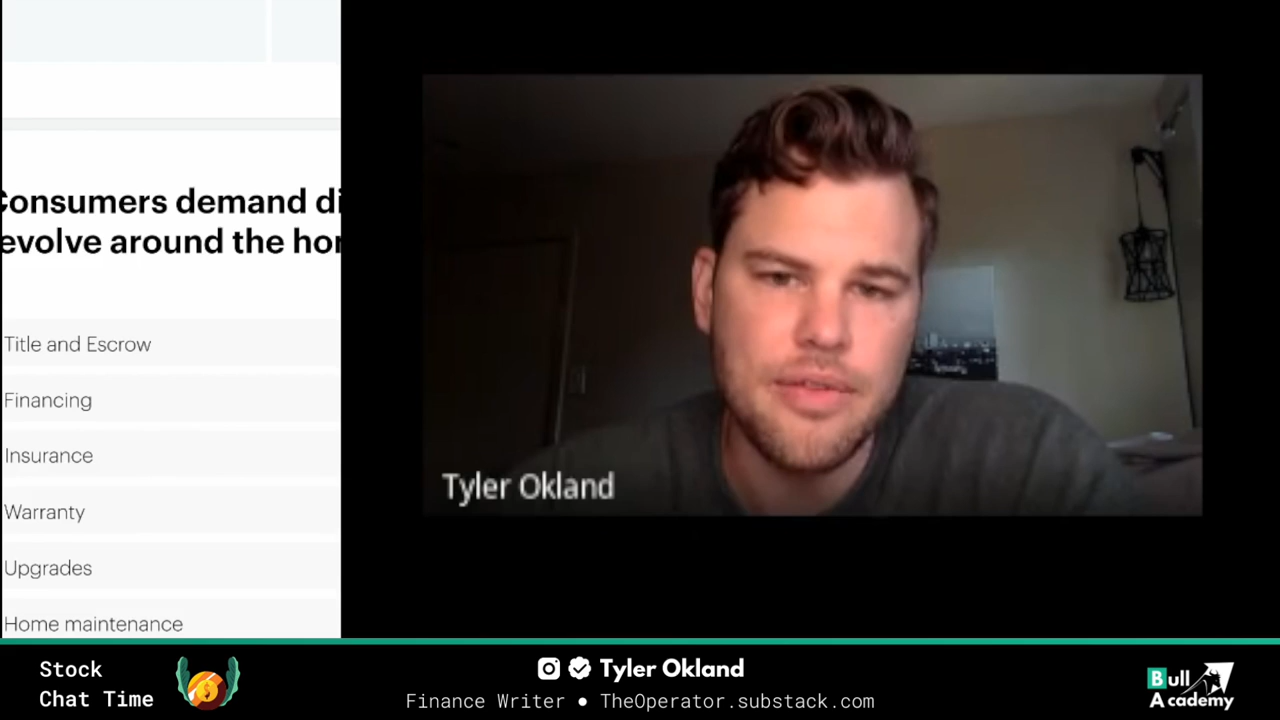 Consumers demand di
evolve around the hor
Title and Escrow
Financing
Insurance
Warranty
Upgrades
Home maintenance
Tyler Okland
Stock
Chat Time
Tyler Okland
Finance Writer • TheOperator.substack.com
Bull
Academy